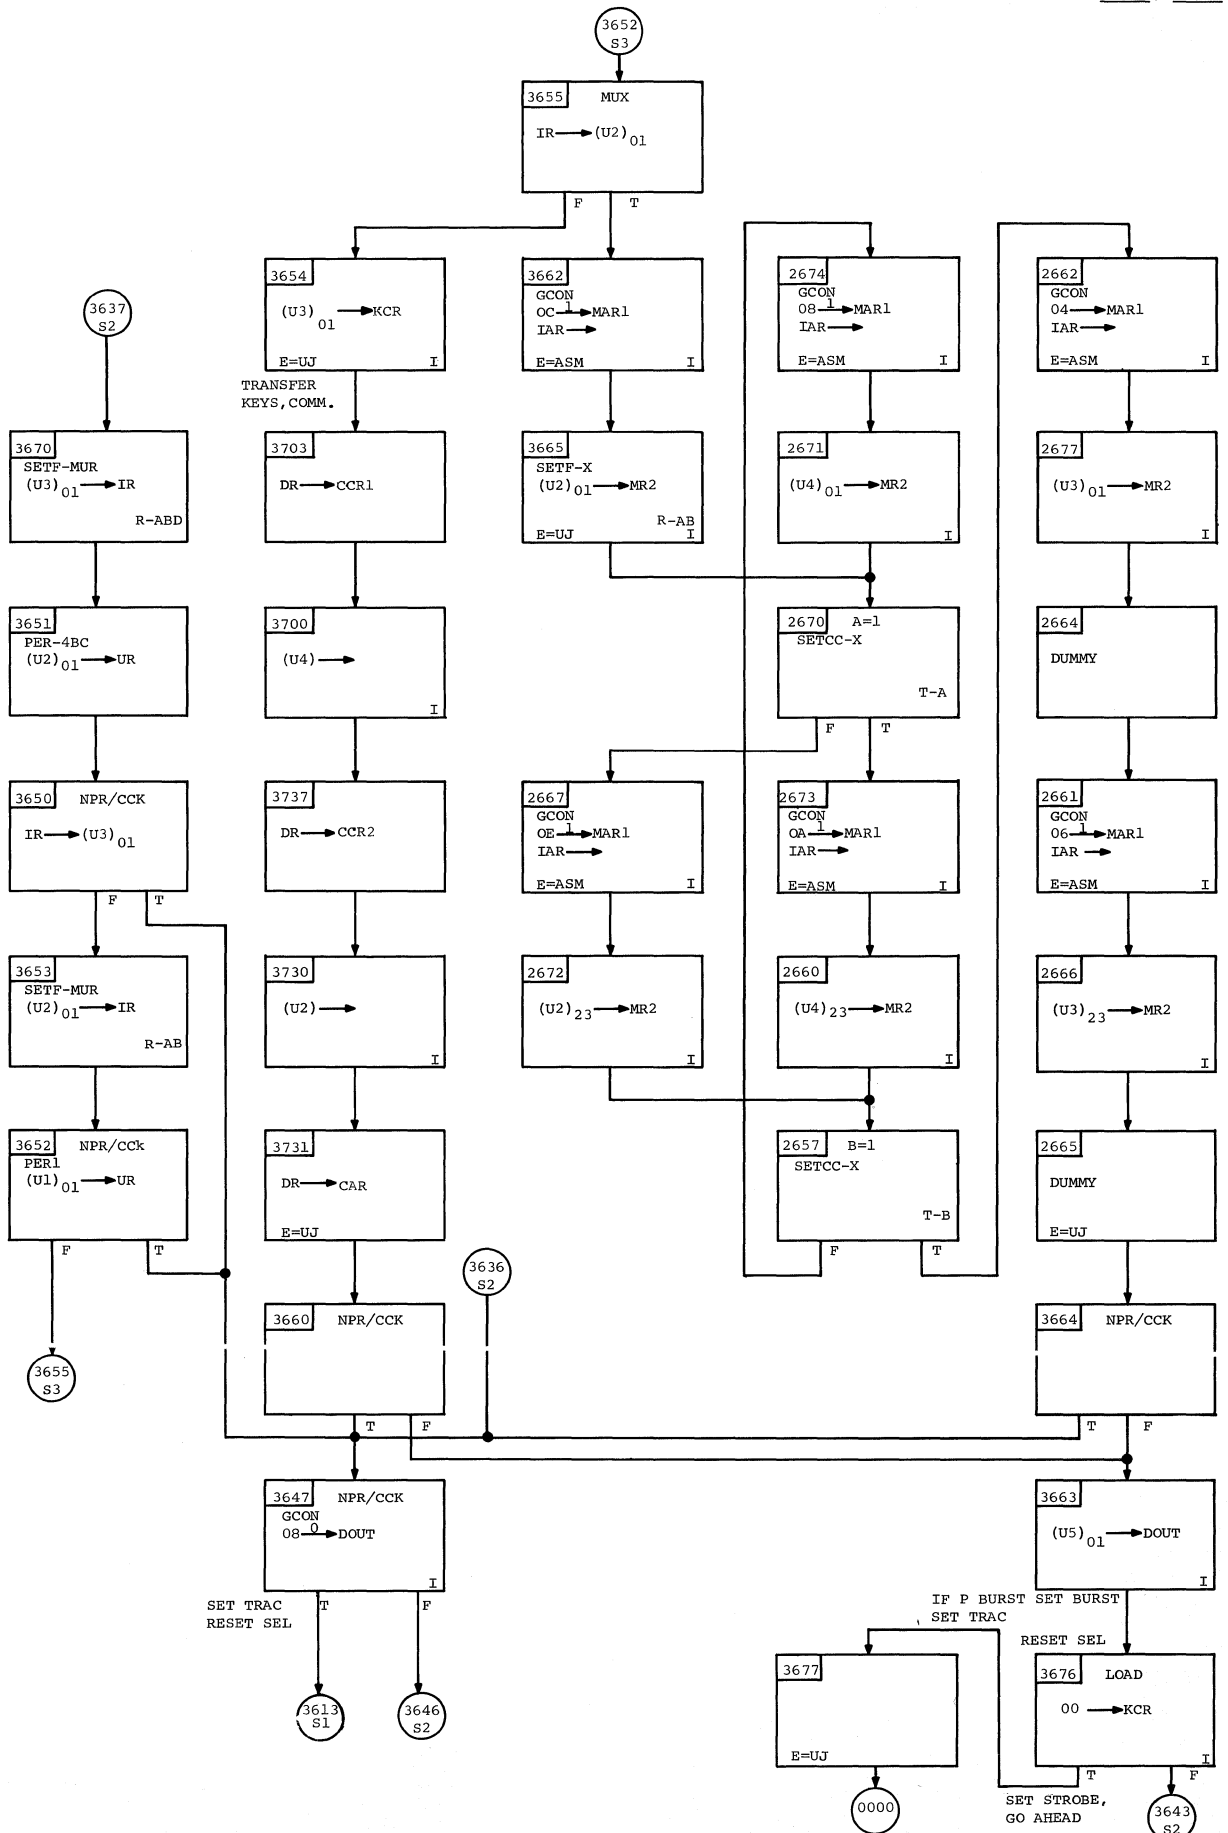 3652
S3
3655 MUX
IR (U2)01
F T
3654
(U3)01 KCR
E=UJ I
TRANSFER
KEYS,COMM.
3662
GCON
OC 1 MAR1
IAR
E=ASM I
2674
GCON
08 1 MAR1
IAR
E=ASM I
2662
GCON
04 MAR1
IAR
E=ASM I
3637
S2
3670
SETF-MUR
(U3)01 IR
R-ABD
3703
DR CCR1
3665
SETF-X
(U2)01 MR2
R-AB
E=UJ I
2671
(U4)01 MR2
I
2677
(U3)01 MR2
I
3651
PER-4BC
(U2)01 UR
3700
(U4)
I
2670 A=1
SETCC-X
T-A
F T
2664
DUMMY
3650 NPR/CCK
IR (U3)01
F T
3737
DR CCR2
2667
GCON
OE 1 MAR1
IAR
E=ASM I
2673
GCON
OA 1 MAR1
IAR
E=ASM I
2661
GCON
06 1 MAR1
IAR
E=ASM I
3653
SETF-MUR
(U2)01 IR
R-AB
3730
(U2)
I
2672
(U2)23 MR2
I
2660
(U4)23 MR2
I
2666
(U3)23 MR2
I
3652 NPR/CCk
PER1
(U1)01 UR
F T
3731
DR CAR
E=UJ
2657 B=1
SETCC-X
T-B
F T
2665
DUMMY
E=UJ
3636
S2
3655
S3
3660 NPR/CCK
T F
3664 NPR/CCK
T F
3647 NPR/CCK
GCON
08 0 DOUT
I
SET TRAC
RESET SEL
T F
3613
S1
3646
S2
3663
(U5)01 DOUT
I
IF P BURST SET BURST
SET TRAC
RESET SEL
3677
E=UJ
0000
3676 LOAD
00 KCR
I
T F
SET STROBE,
GO AHEAD
3643
S2